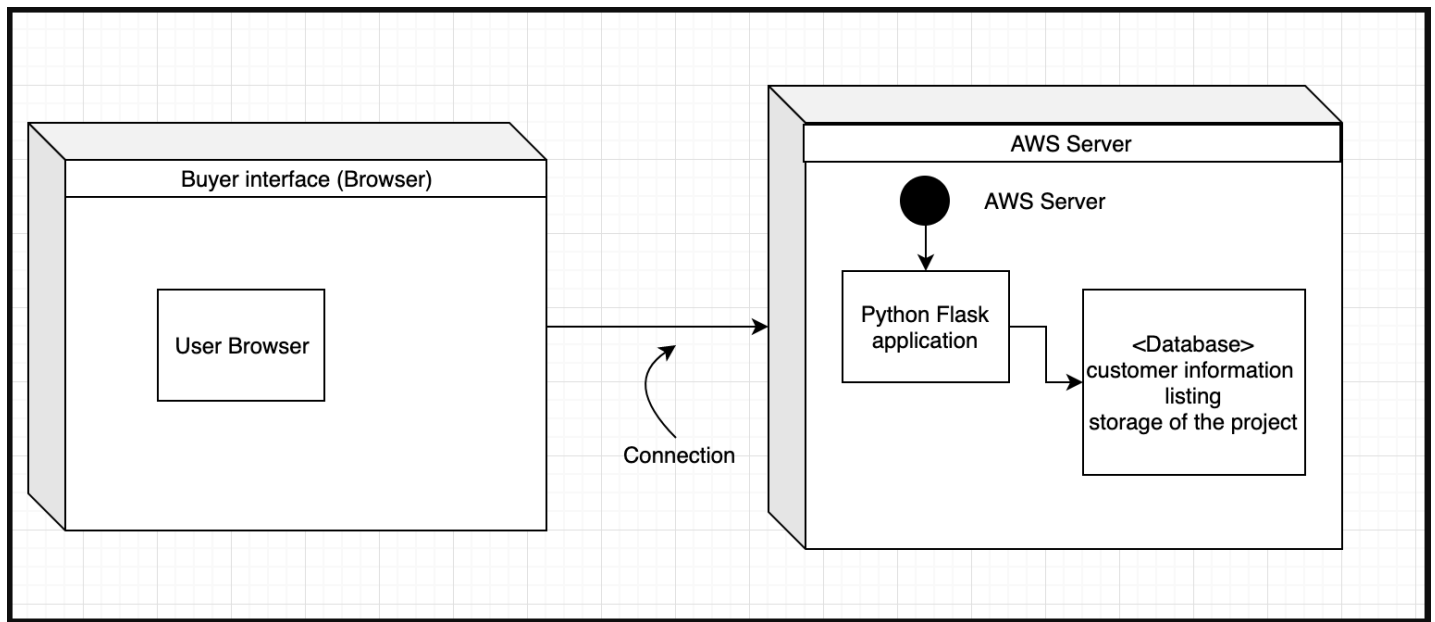 Buyer interface (Browser)
User Browser
Connection
AWS Server
AWS Server
Python Flask
application
<Database>
customer information
listing
storage of the project